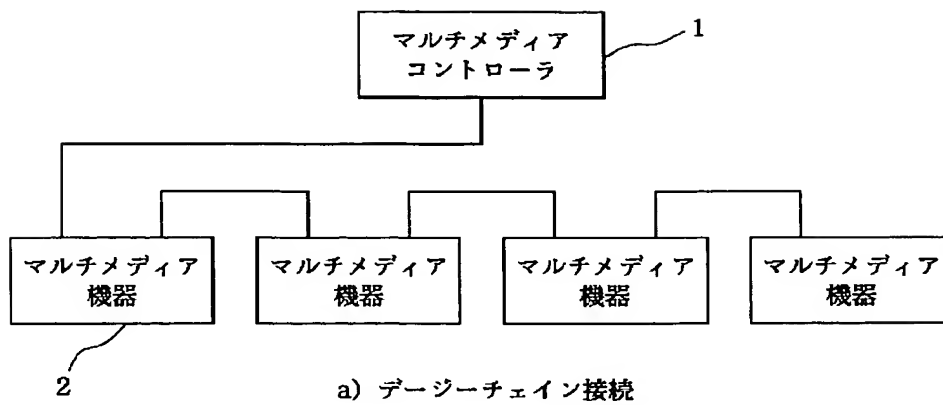 マルチメディア
コントローラ
1
マルチメディア
機器
マルチメディア
機器
マルチメディア
機器
マルチメディア
機器
2
a) デージーチェイン接続